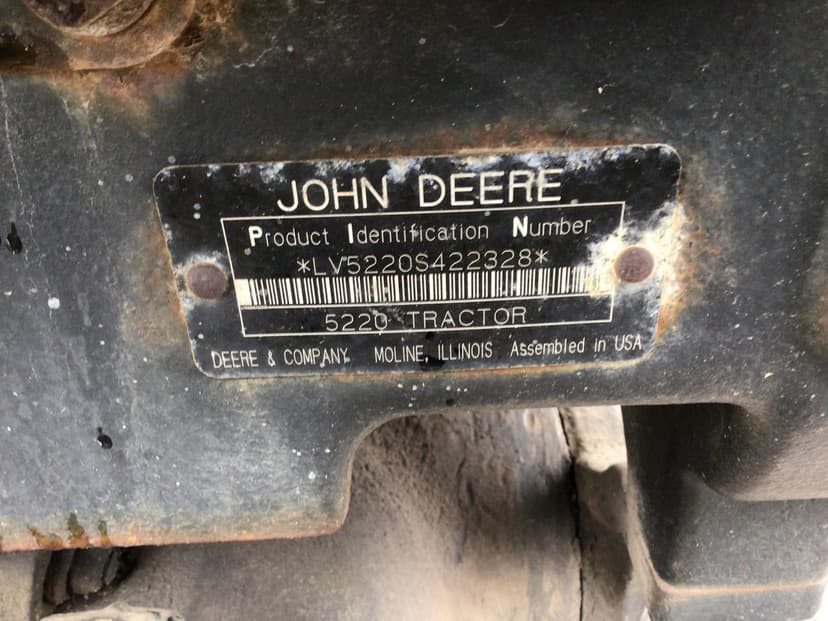 JOHN DEERE
Product Identification Number
*LV5220S422328*
5220 TRACTOR
DEERE & COMPANY MOLINE, ILLINOIS Assembled in USA